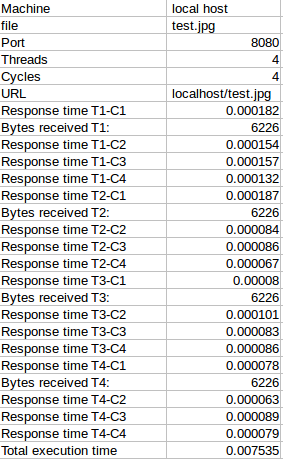 Machine local host
file test.jpg
Port 8080
Threads 4
Cycles 4
URL localhost/test.jpg
Response time T1-C1 0.000182
Bytes received T1: 6226
Response time T1-C2 0.000154
Response time T1-C3 0.000157
Response time T1-C4 0.000132
Response time T2-C1 0.000187
Bytes received T2: 6226
Response time T2-C2 0.000084
Response time T2-C3 0.000086
Response time T2-C4 0.000067
Response time T3-C1 0.00008
Bytes received T3: 6226
Response time T3-C2 0.000101
Response time T3-C3 0.000083
Response time T3-C4 0.000086
Response time T4-C1 0.000078
Bytes received T4: 6226
Response time T4-C2 0.000063
Response time T4-C3 0.000089
Response time T4-C4 0.000079
Total execution time 0.007535